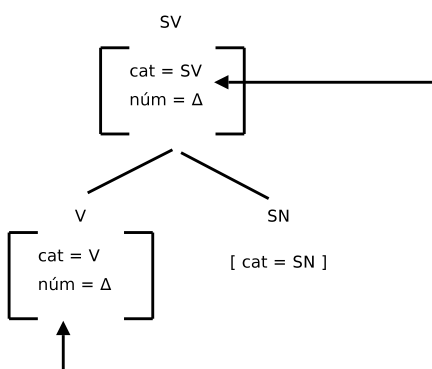 SV
cat = SV
núm = Δ
V
SN
cat = V
núm = Δ
[ cat = SN ]